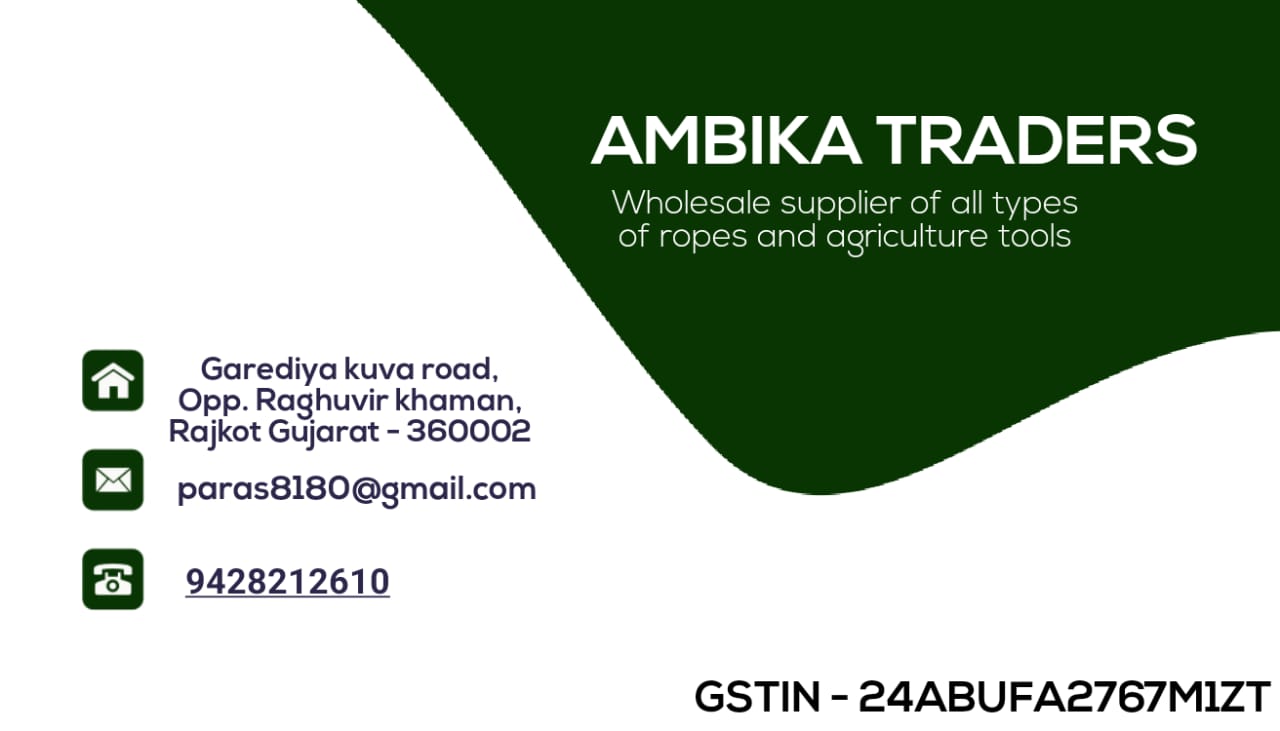 AMBIKA TRADERS
Wholesale supplier of all types
of ropes and agriculture tools
Garediya kuva road,
Opp. Raghuvir khaman,
Rajkot Gujarat - 360002
paras8180@gmail.com
9428212610
GSTIN - 24ABUFA2767M1ZT